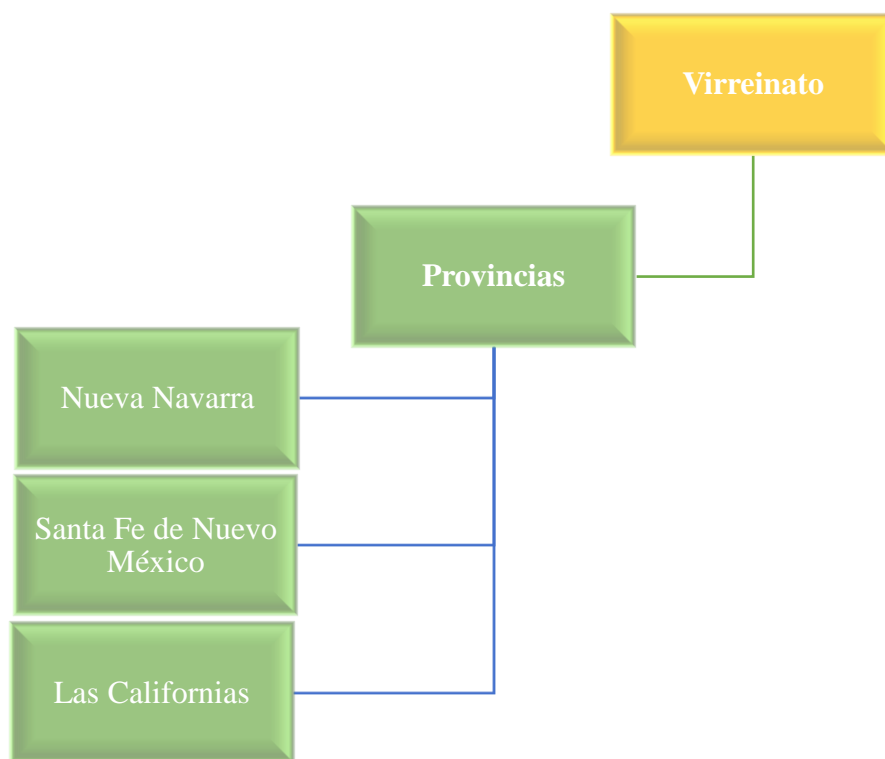 Virreinato
Provincias
Nueva Navarra
Santa Fe de Nuevo
México
Las Californias